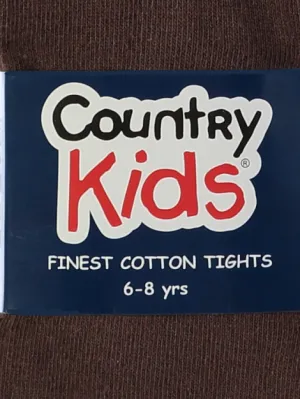 Country
Kids®
FINEST COTTON TIGHTS
6-8 yrs